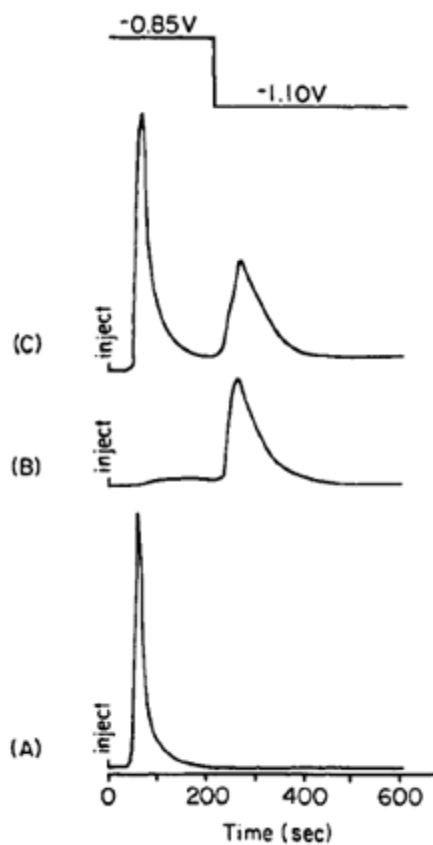 -0.85V
-1.10V
(C)
inject
(B)
inject
(A)
inject
0 200 400 600
Time (sec)